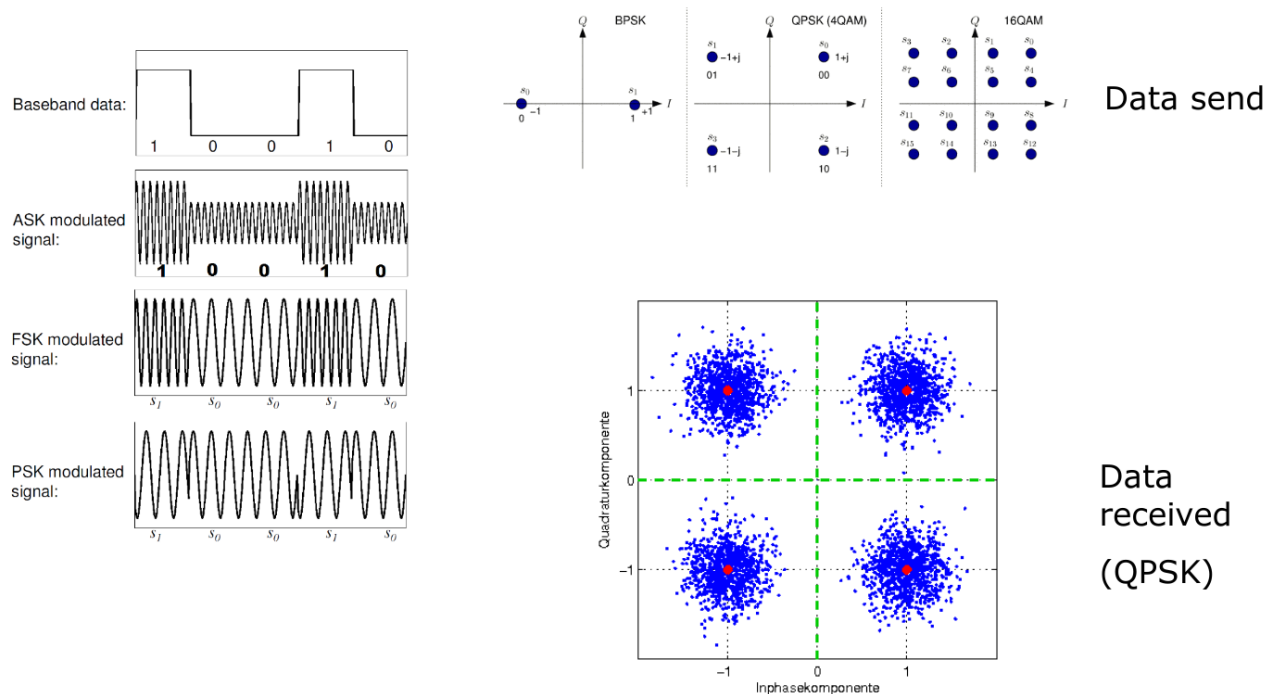 Baseband data:
1 0 0 1 0
ASK modulated
signal:
1 0 0 1 0
FSK modulated
signal:
s1 s0 s0 s1 s0
PSK modulated
signal:
s1 s0 s0 s1 s0
Q BPSK
s0 s1
I
0 −1 1 +1
Q QPSK (4QAM)
s1 s0
−1+j 1+j
01 00
I
s3 s2
−1−j 1−j
11 10
Q 16QAM
s3 s2 s1 s0
s7 s6 s5 s4
I
s11 s10 s9 s8
s15 s14 s13 s12
Data send
Quadraturkomponente
1
0
−1
−1 0 1
Inphasekomponente
Data
received
(QPSK)